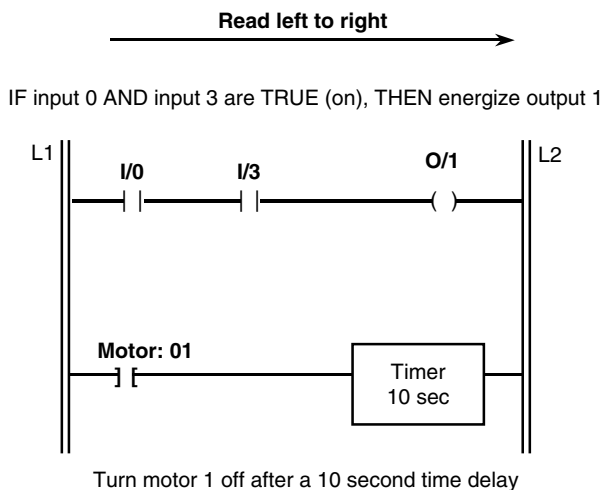 Read left to right
IF input 0 AND input 3 are TRUE (on), THEN energize output 1
L1
I/0
I/3
O/1
L2
Motor: 01
Timer
10 sec
Turn motor 1 off after a 10 second time delay